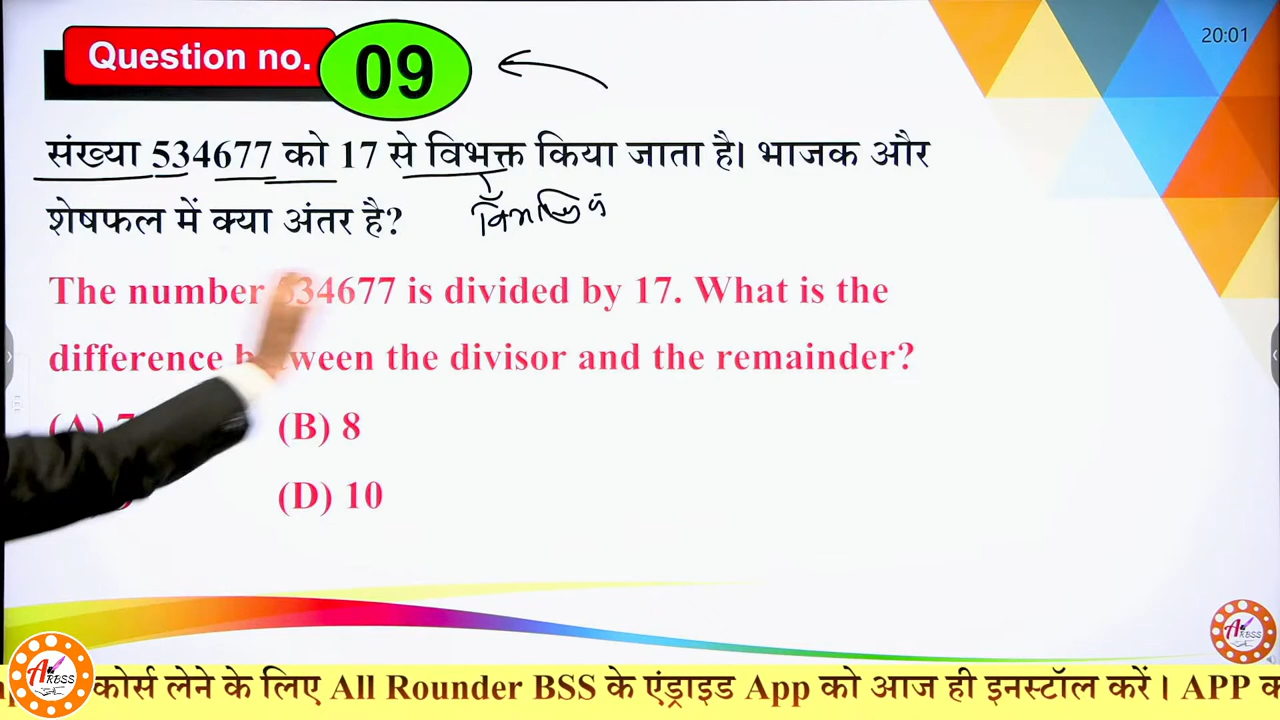 Question no. 09
20:01
संख्या 534677 को 17 से विभक्त किया जाता है। भाजक और
शेषफल में क्या अंतर है?
The number 534677 is divided by 17. What is the
difference between the divisor and the remainder?
(A) 7 (B) 8
(D) 10
कोर्स लेने के लिए All Rounder BSS के एंड्राइड App को आज ही इनस्टॉल करें । APP